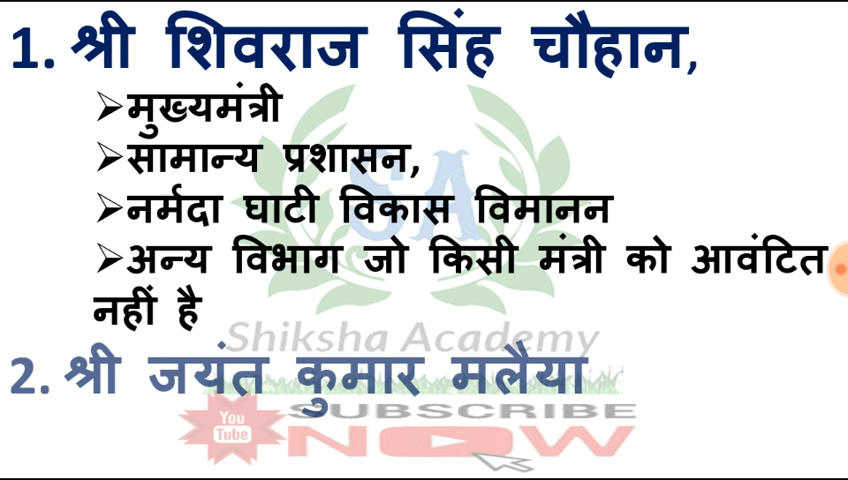 1. श्री शिवराज सिंह चौहान,
➢मुख्यमंत्री
➢सामान्य प्रशासन,
➢नर्मदा घाटी विकास विमानन
➢अन्य विभाग जो किसी मंत्री को आवंटित
नहीं है
SA
Shiksha Academy
2. श्री जयंत कुमार मलैया
You
Tube
SUBSCRIBE
NOW